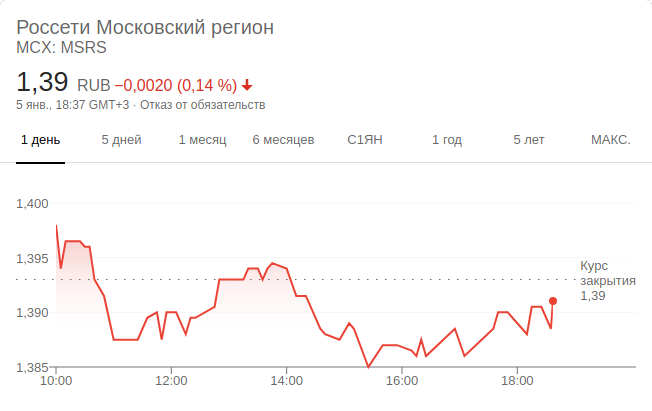 Россети Московский регион
MCX: MSRS
1,39 RUB −0,0020 (0,14 %)
5 янв., 18:37 GMT+3 · Отказ от обязательств
1 день 5 дней 1 месяц 6 месяцев С1ЯН 1 год 5 лет МАКС.
1,400
1,395
Курс
закрытия
1,39
1,390
1,385
10:00 12:00 14:00 16:00 18:00